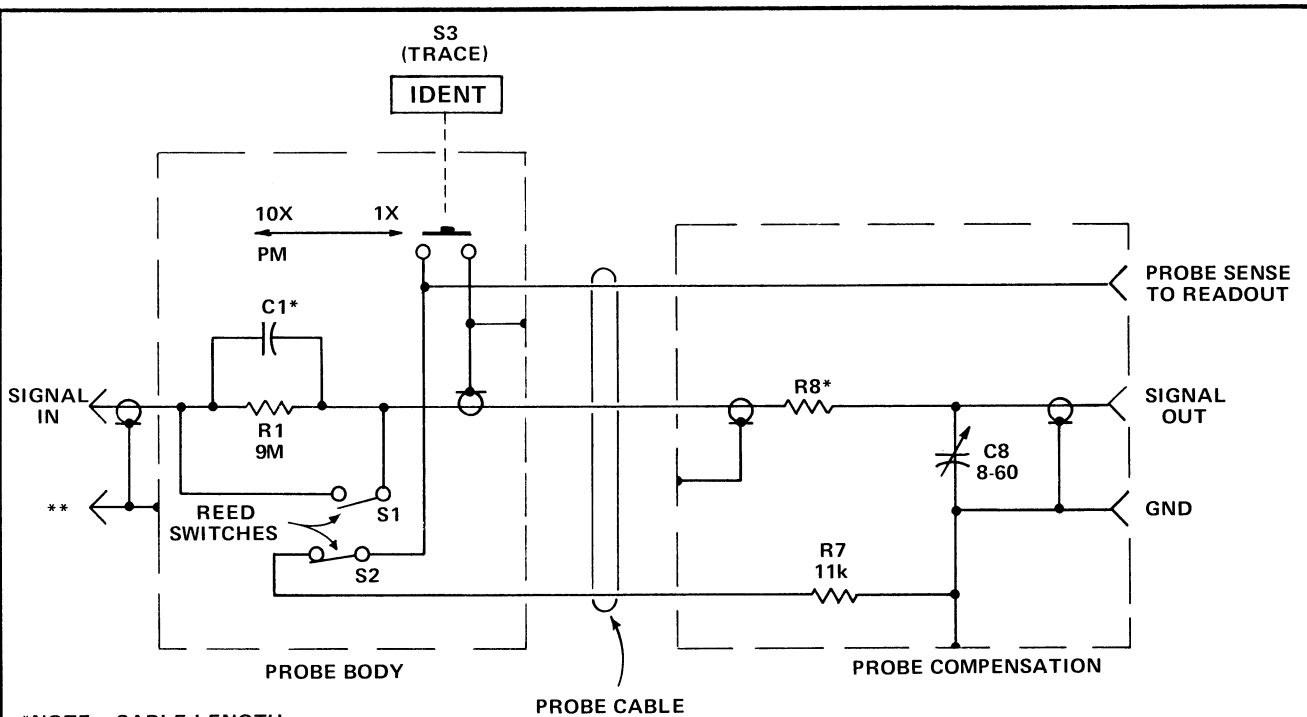 S3
(TRACE)
IDENT
10X 1X
PM
PROBE SENSE
TO READOUT
C1*
SIGNAL
IN
R1
9M
R8*
SIGNAL
OUT
C8
8-60
**
REED
SWITCHES
S1
GND
S2
R7
11k
PROBE BODY
PROBE COMPENSATION
PROBE CABLE